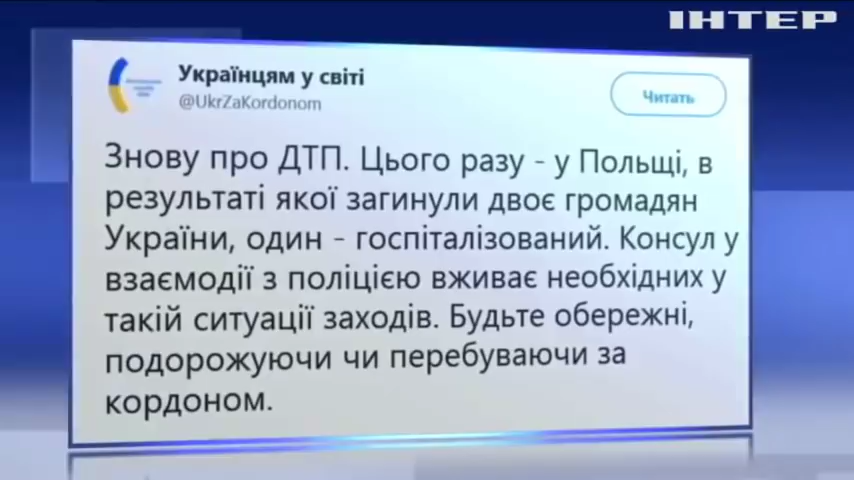 ІНТЕР
Українцям у світі
@UkrZaKordonom
Читать
Знову про ДТП. Цього разу - у Польщі, в
результаті якої загинули двоє громадян
України, один - госпіталізований. Консул у
взаємодії з поліцією вживає необхідних у
такій ситуації заходів. Будьте обережні,
подорожуючи чи перебуваючи за
кордоном.